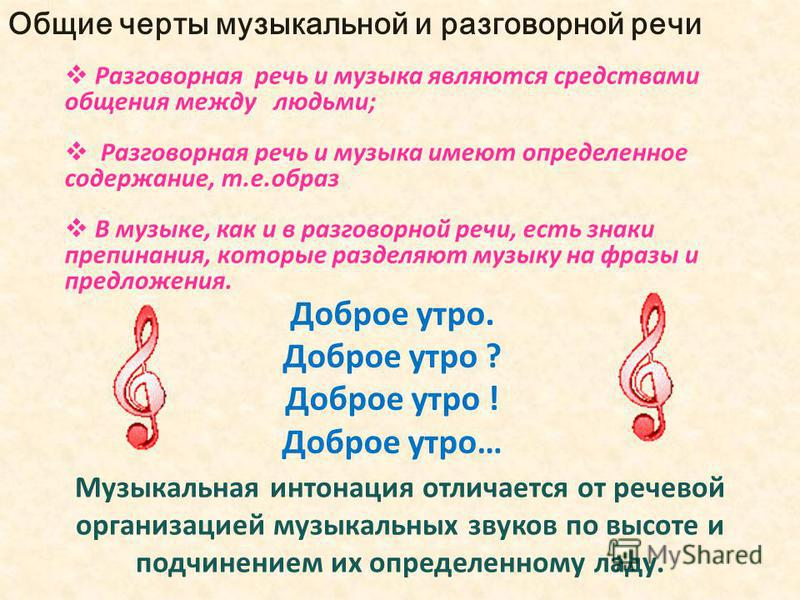 Общие черты музыкальной и разговорной речи
❖ Разговорная речь и музыка являются средствами
общения между людьми;
❖ Разговорная речь и музыка имеют определенное
содержание, т.е.образ
❖ В музыке, как и в разговорной речи, есть знаки
препинания, которые разделяют музыку на фразы и
предложения.
Доброе утро.
Доброе утро ?
Доброе утро !
Доброе утро…
Музыкальная интонация отличается от речевой
организацией музыкальных звуков по высоте и
подчинением их определенному ладу.
MyShared